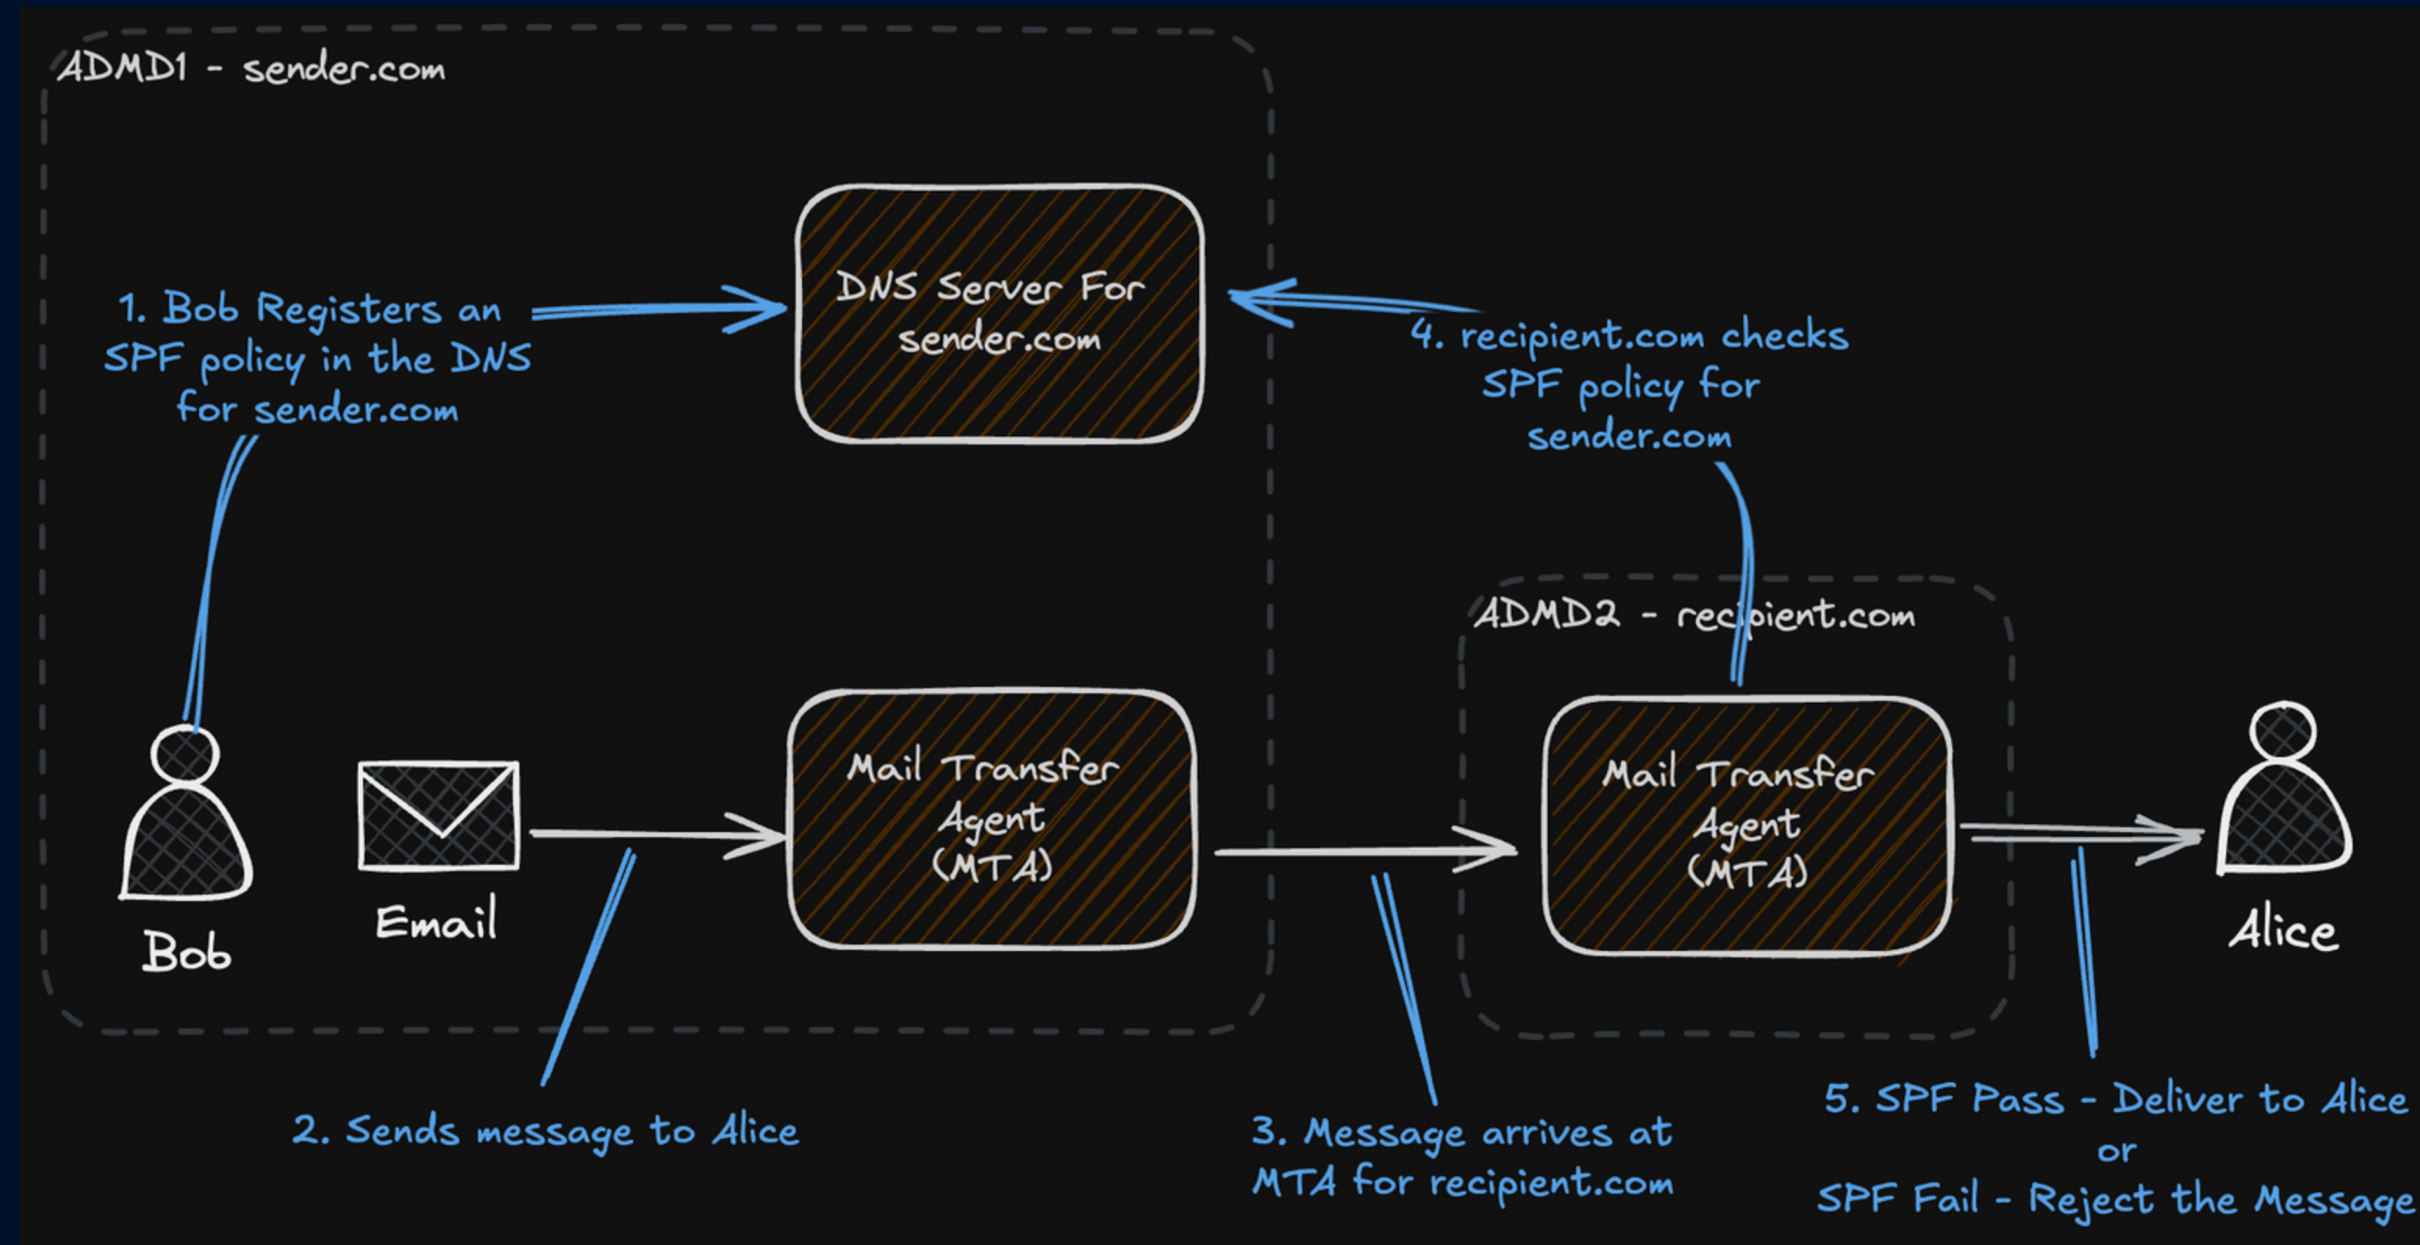 ADMD1 - sender.com
DNS Server For
sender.com
1. Bob Registers an
SPF policy in the DNS
for sender.com
4. recipient.com checks
SPF policy for
sender.com
ADMD2 - recipient.com
Mail Transfer
Agent
(MTA)
Mail Transfer
Agent
(MTA)
Bob
Email
Alice
2. Sends message to Alice
3. Message arrives at
MTA for recipient.com
5. SPF Pass - Deliver to Alice
or
SPF Fail - Reject the Message